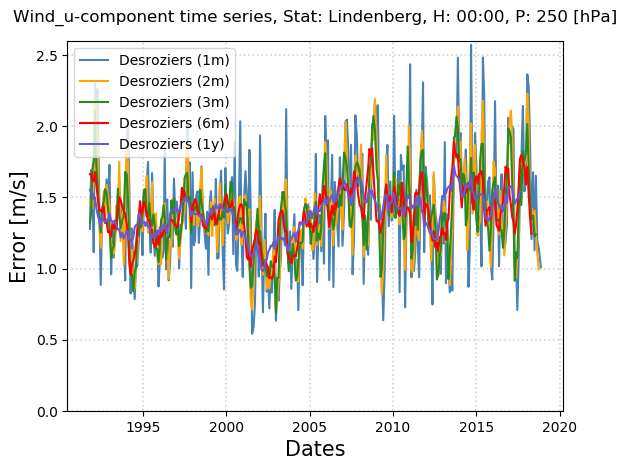 Wind_u-component time series, Stat: Lindenberg, H: 00:00, P: 250 [hPa]
Error [m/s]
2.5
2.0
1.5
1.0
0.5
0.0
Desroziers (1m)
Desroziers (2m)
Desroziers (3m)
Desroziers (6m)
Desroziers (1y)
1995 2000 2005 2010 2015 2020
Dates